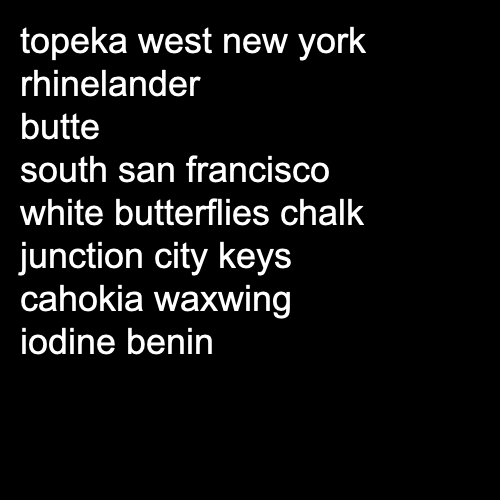 topeka west new york
rhinelander
butte
south san francisco
white butterflies chalk
junction city keys
cahokia waxwing
iodine benin